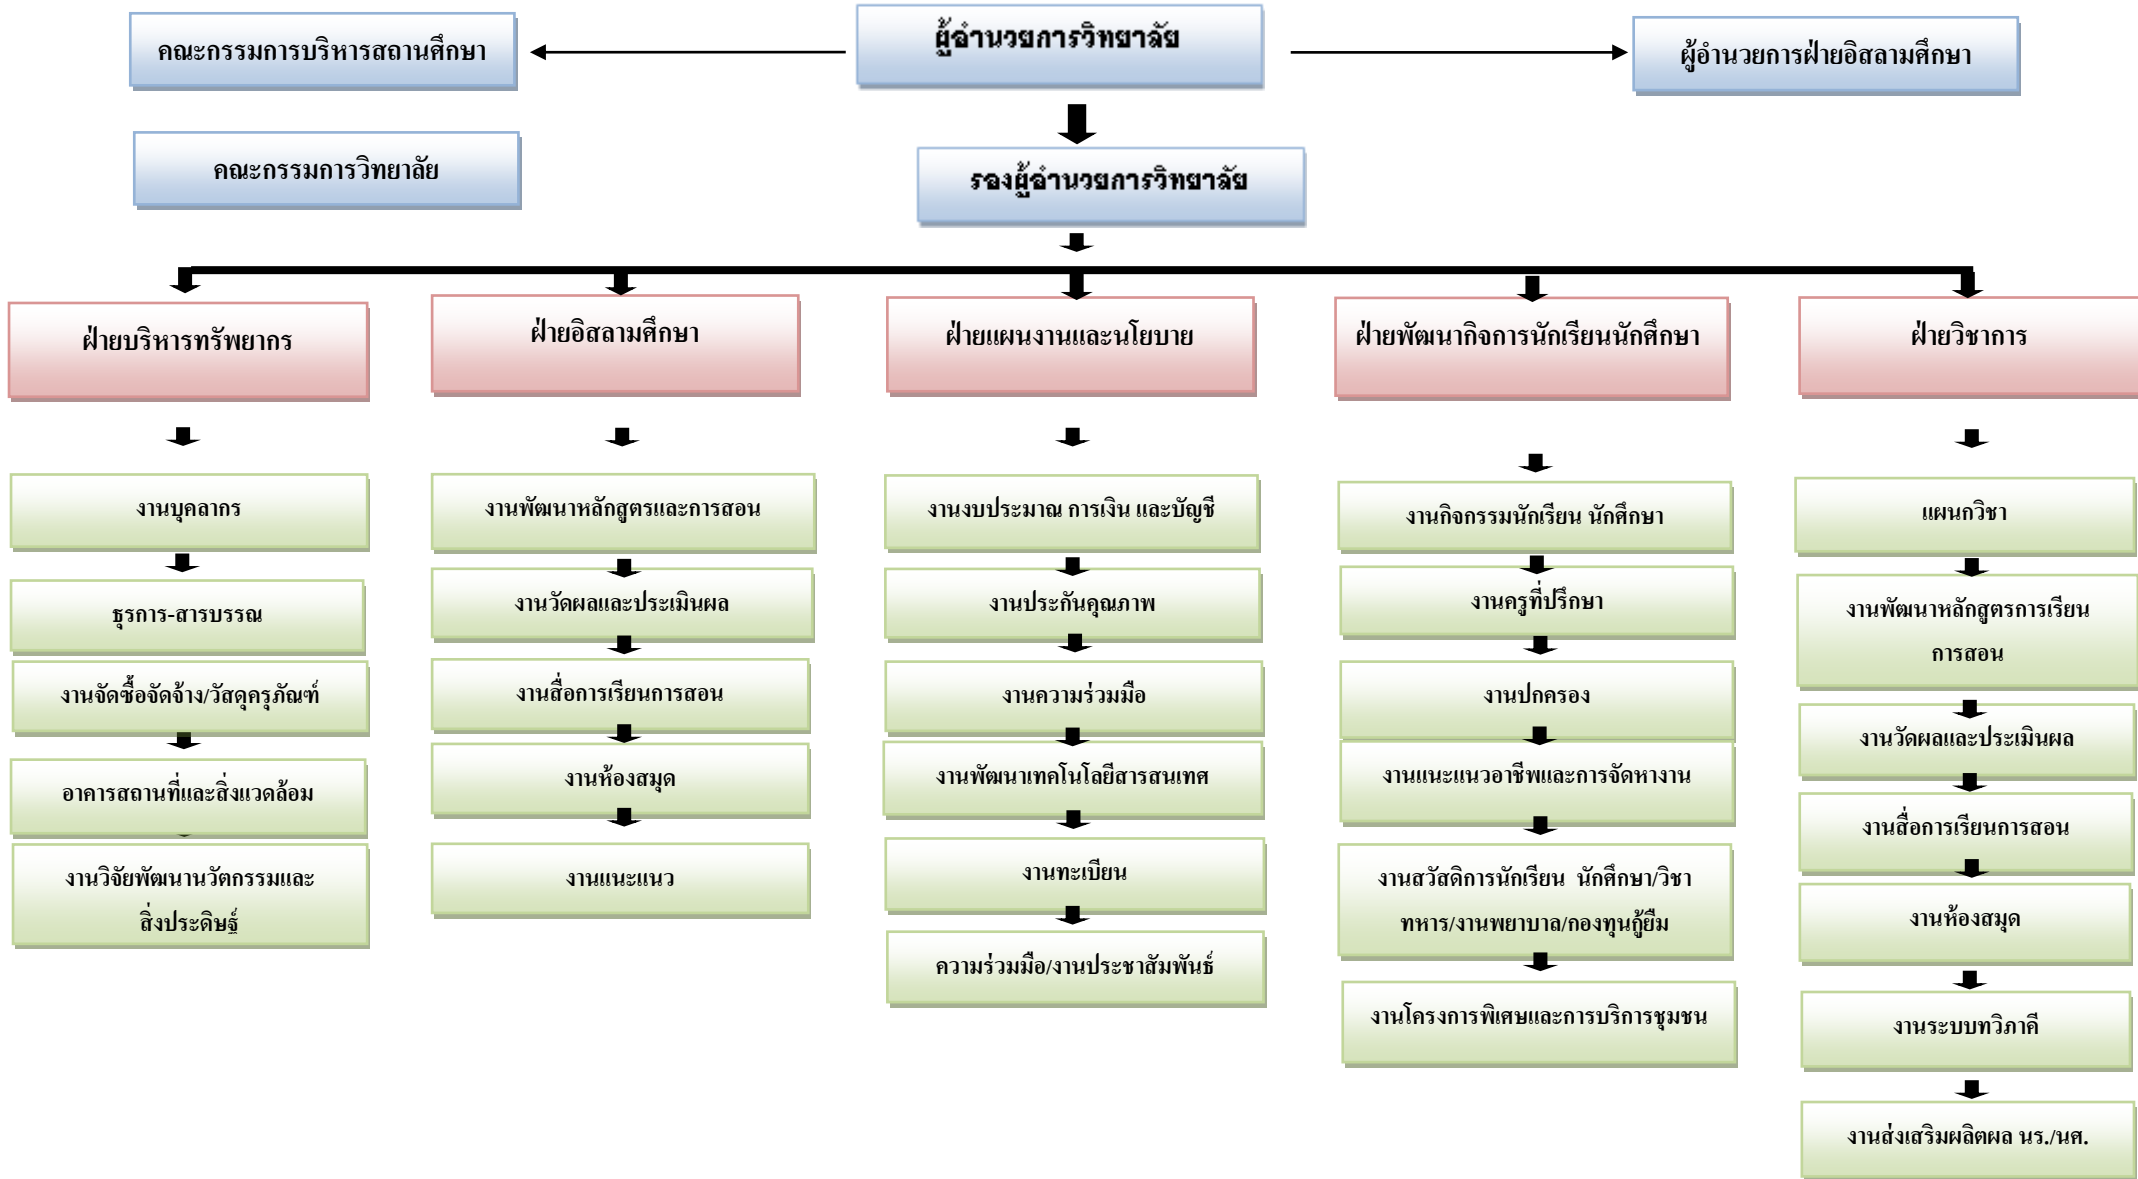 คณะกรรมการบริหารสถานศึกษา
ผู้อำนวยการวิทยาลัย
ผู้อำนวยการฝ่ายอิสลามศึกษา
คณะกรรมการวิทยาลัย
รองผู้อำนวยการวิทยาลัย
ฝ่ายบริหารทรัพยากร
งานบุคลากร
ธุรการ-สารบรรณ
งานจัดซื้อจัดจ้าง/วัสดุครุภัณฑ์
อาคารสถานที่และสิ่งแวดล้อม
งานวิจัยพัฒนานวัตกรรมและ
สิ่งประดิษฐ์
ฝ่ายอิสลามศึกษา
งานพัฒนาหลักสูตรและการสอน
งานวัดผลและประเมินผล
งานสื่อการเรียนการสอน
งานห้องสมุด
งานแนะแนว
ฝ่ายแผนงานและนโยบาย
งานงบประมาณ การเงิน และบัญชี
งานประกันคุณภาพ
งานความร่วมมือ
งานพัฒนาเทคโนโลยีสารสนเทศ
งานทะเบียน
ความร่วมมือ/งานประชาสัมพันธ์
ฝ่ายพัฒนากิจการนักเรียนนักศึกษา
งานกิจกรรมนักเรียน นักศึกษา
งานครูที่ปรึกษา
งานปกครอง
งานแนะแนวอาชีพและการจัดหางาน
งานสวัสดิการนักเรียน นักศึกษา/วิชา
ทหาร/งานพยาบาล/กองทุนกู้ยืม
งานโครงการพิเศษและการบริการชุมชน
ฝ่ายวิชาการ
แผนกวิชา
งานพัฒนาหลักสูตรการเรียน
การสอน
งานวัดผลและประเมินผล
งานสื่อการเรียนการสอน
งานห้องสมุด
งานระบบทวิภาคี
งานส่งเสริมผลิตผล นร./นศ.